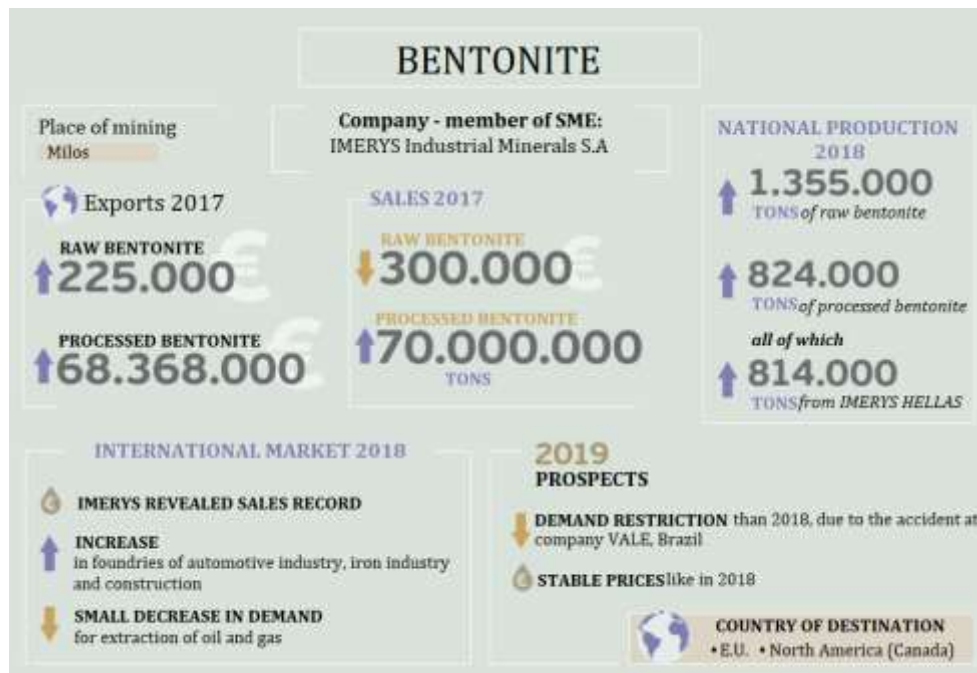 BENTONITE
Place of mining
Milos
Company - member of SME:
IMERYS Industrial Minerals S.A
Exports 2017
RAW BENTONITE
225.000 €
PROCESSED BENTONITE
68.368.000 €
SALES 2017
RAW BENTONITE
300.000 €
PROCESSED BENTONITE
70.000.000
TONS
NATIONAL PRODUCTION
2018
1.355.000
TONS of raw bentonite
824.000
TONS of processed bentonite
all of which
814.000
TONS from IMERYS HELLAS
INTERNATIONAL MARKET 2018
IMERYS REVEALED SALES RECORD
INCREASE
in foundries of automotive industry, iron industry
and construction
SMALL DECREASE IN DEMAND
for extraction of oil and gas
2019
PROSPECTS
DEMAND RESTRICTION than 2018, due to the accident at
company VALE, Brazil
STABLE PRICES like in 2018
COUNTRY OF DESTINATION
• E.U. • North America (Canada)